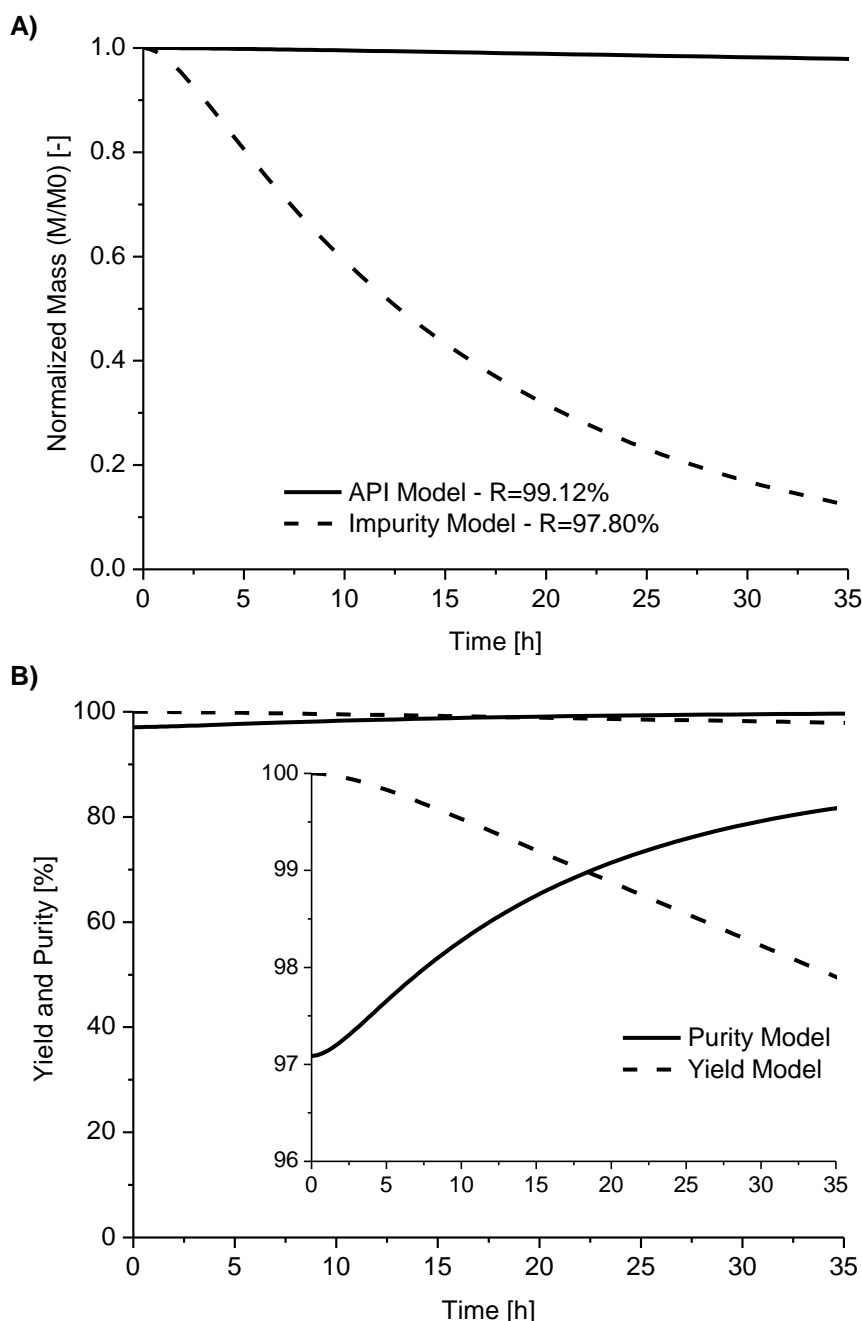 A)
Normalized Mass (M/M0) [-]
1.0
0.8
0.6
0.4
0.2
0.0
API Model - R=99.12%
Impurity Model - R=97.80%
0 5 10 15 20 25 30 35
Time [h]
B)
Yield and Purity [%]
100
80
60
40
20
0
100
99
98
97
96
Purity Model
Yield Model
0 5 10 15 20 25 30 35
0 5 10 15 20 25 30 35
Time [h]